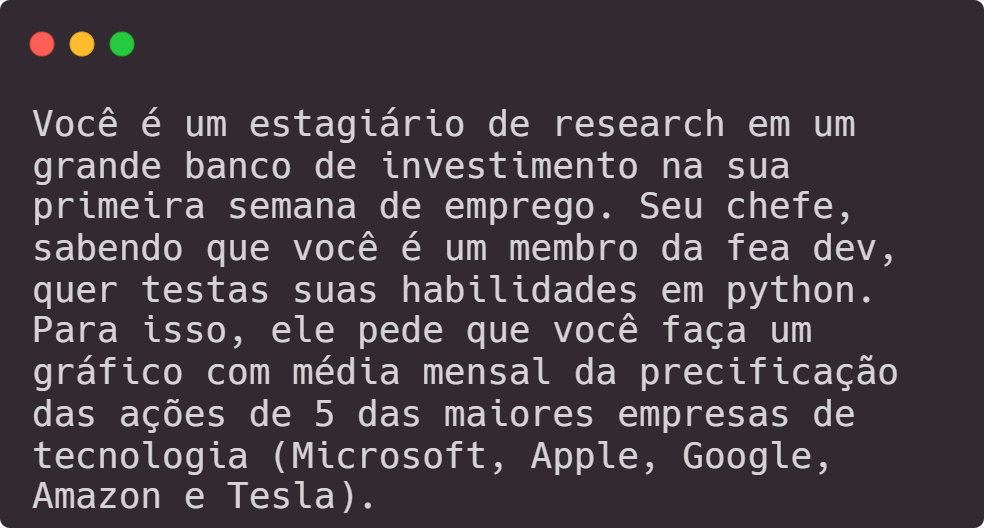 Você é um estagiário de research em um
grande banco de investimento na sua
primeira semana de emprego. Seu chefe,
sabendo que você é um membro da fea dev,
quer testas suas habilidades em python.
Para isso, ele pede que você faça um
gráfico com média mensal da precificação
das ações de 5 das maiores empresas de
tecnologia (Microsoft, Apple, Google,
Amazon e Tesla).